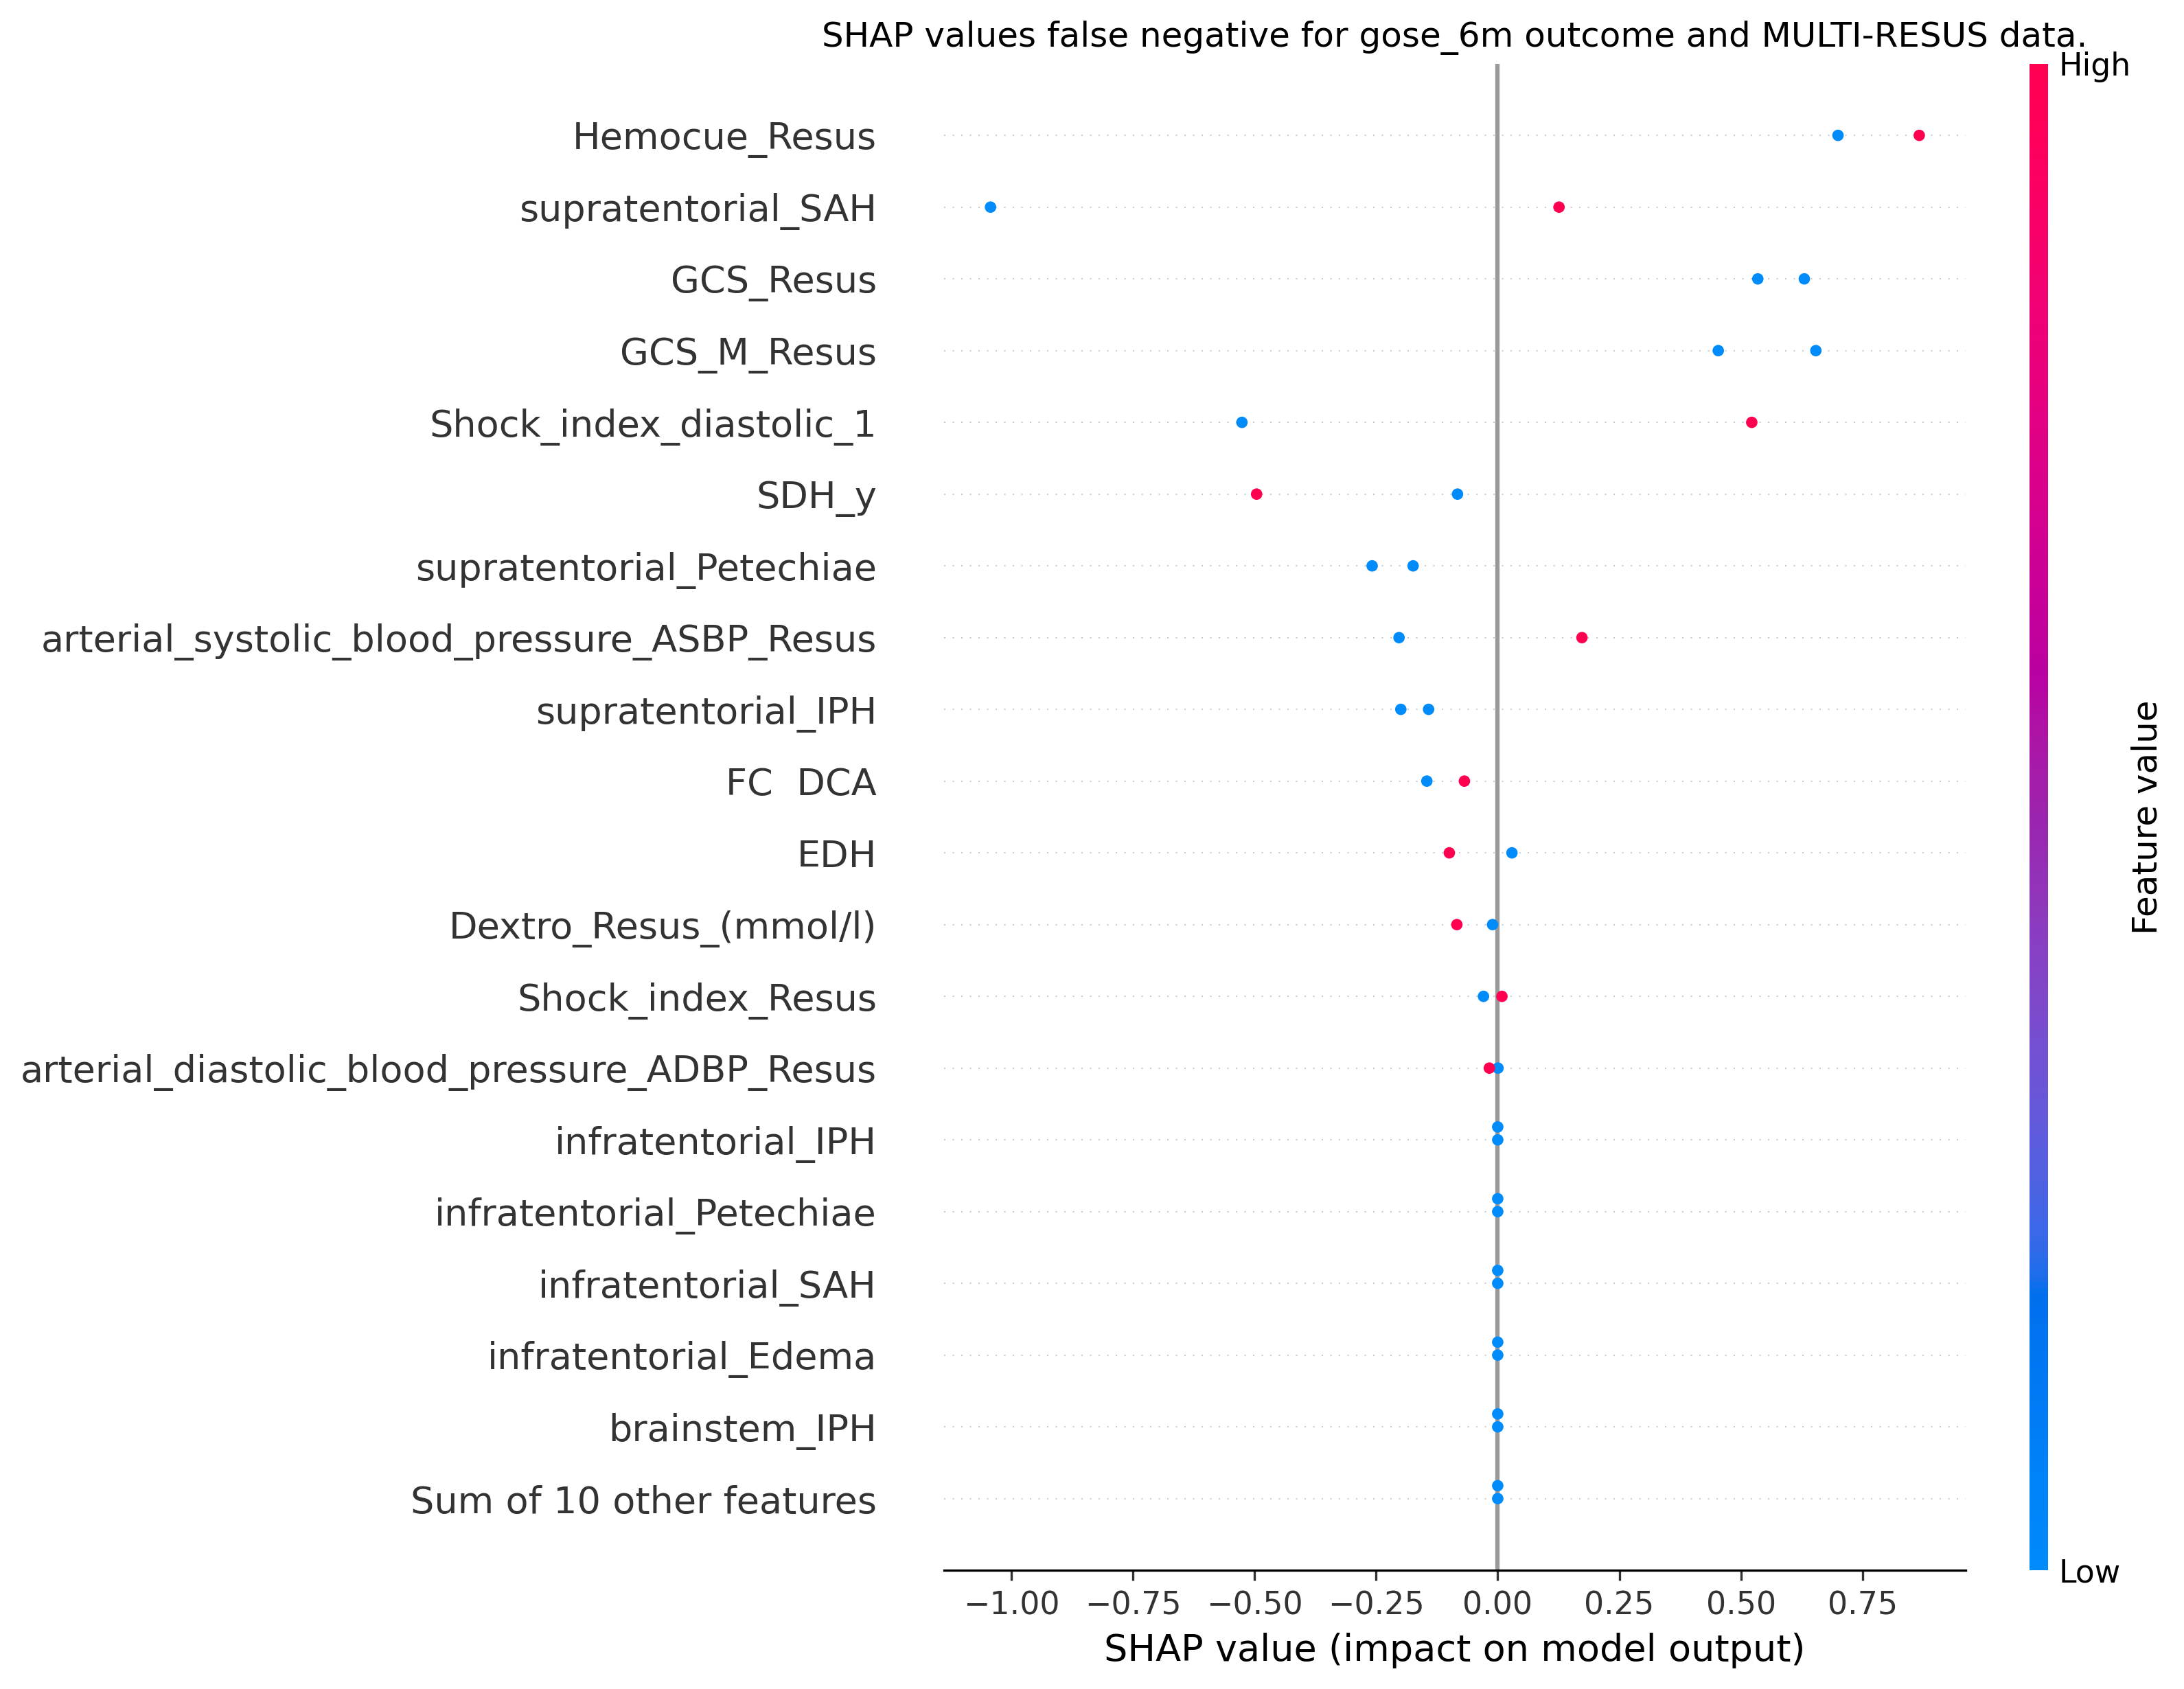 SHAP values false negative for gose_6m outcome and MULTI-RESUS data.
High
Hemocue_Resus
supratentorial_SAH
GCS_Resus
GCS_M_Resus
Shock_index_diastolic_1
SDH_y
supratentorial_Petechiae
arterial_systolic_blood_pressure_ASBP_Resus
supratentorial_IPH
FC  DCA
EDH
Dextro_Resus_(mmol/l)
Shock_index_Resus
arterial_diastolic_blood_pressure_ADBP_Resus
infratentorial_IPH
infratentorial_Petechiae
infratentorial_SAH
infratentorial_Edema
brainstem_IPH
Sum of 10 other features
Feature value
Low
−1.00 −0.75 −0.50 −0.25 0.00 0.25 0.50 0.75
SHAP value (impact on model output)